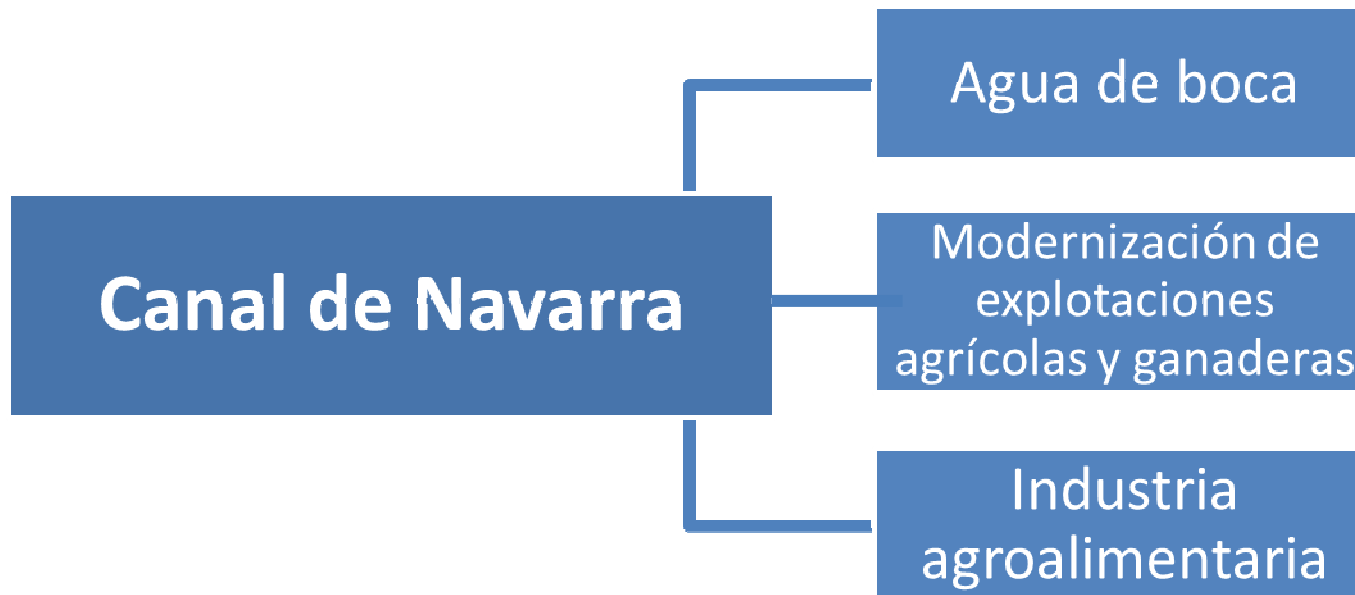 Agua de boca
Canal de Navarra
Modernización de
explotaciones
agrícolas y ganaderas
Industria
agroalimentaria